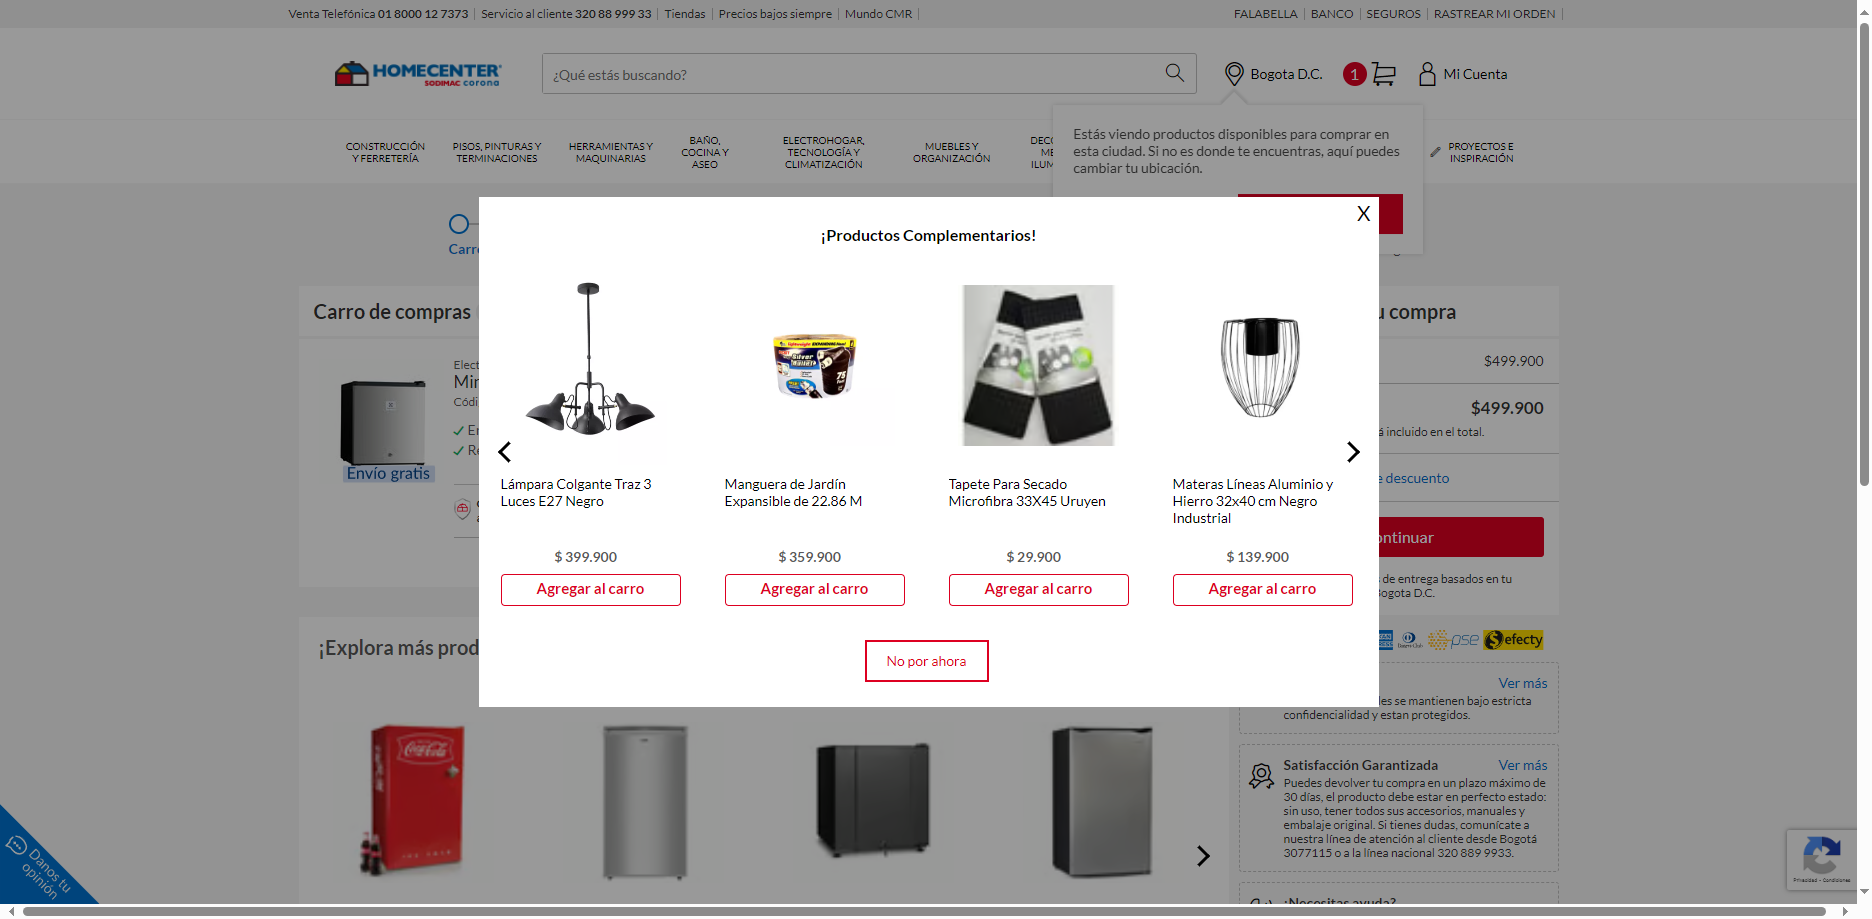 Venta Telefónica 01 8000 12 7373
Servicio al cliente 320 88 999 33
Tiendas
Precios bajos siempre
Mundo CMR
FALABELLA
BANCO
SEGUROS
RASTREAR MI ORDEN
HOMECENTER
SODIMAC corona
¿Qué estás buscando?
Bogota D.C.
1
Mi Cuenta
CONSTRUCCIÓN
Y FERRETERÍA
PISOS, PINTURAS Y
TERMINACIONES
HERRAMIENTAS Y
MAQUINARIAS
BAÑO,
COCINA Y
ASEO
ELECTROHOGAR,
TECNOLOGÍA Y
CLIMATIZACIÓN
MUEBLES Y
ORGANIZACIÓN
PROYECTOS E
INSPIRACIÓN
Estás viendo productos disponibles para comprar en
esta ciudad. Si no es donde te encuentras, aquí puedes
cambiar tu ubicación.
X
¡Productos Complementarios!
Lámpara Colgante Traz 3
Luces E27 Negro
$ 399.900
Agregar al carro
Manguera de Jardín
Expansible de 22.86 M
$ 359.900
Agregar al carro
Tapete Para Secado
Microfibra 33X45 Uruyen
$ 29.900
Agregar al carro
Materas Líneas Aluminio y
Hierro 32x40 cm Negro
Industrial
$ 139.900
Agregar al carro
No por ahora
Carr
Carro de compras
Elect
Códi
Envío gratis
compra
$499.900
$499.900
incluido en el total.
descuento
ontinuar
de entrega basados en tu
ogota D.C.
pse
efecty
¡Explora más prod
Coca-Cola
ICE COLD
Ver más
se mantienen bajo estricta
confidencialidad y estan protegidos.
Satisfacción Garantizada
Ver más
Puedes devolver tu compra en un plazo máximo de
30 días, el producto debe estar en perfecto estado:
sin uso, tener todos sus accesorios, manuales y
embalaje original. Si tienes dudas, comunícate a
nuestra línea de atención al cliente desde Bogotá
3077115 o a la línea nacional 320 889 9933.
¿Necesitas ayuda?
Danos tu
opinión
Privacidad - Condiciones